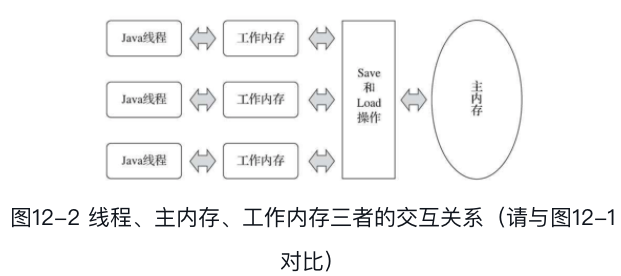 Java线程
工作内存
Java线程
工作内存
Java线程
工作内存
Save
和
Load
操作
主内存
图12-2 线程、主内存、工作内存三者的交互关系（请与图12-1
对比）